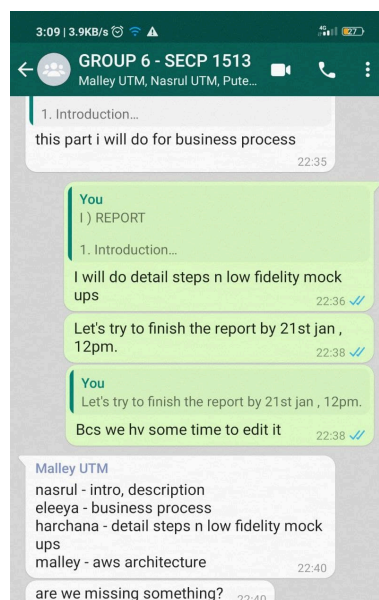 3:09 | 3.9KB/s
4G
27
GROUP 6 - SECP 1513
Malley UTM, Nasrul UTM, Pute...
1. Introduction...
this part i will do for business process
22:35
You
I ) REPORT
1. Introduction...
I will do detail steps n low fidelity mock
ups
22:36
Let's try to finish the report by 21st jan ,
12pm.
22:38
You
Let's try to finish the report by 21st jan , 12pm.
Bcs we hv some time to edit it
22:38
Malley UTM
nasrul - intro, description
eleeya - business process
harchana - detail steps n low fidelity mock
ups
malley - aws architecture
22:40
are we missing something?
22:40